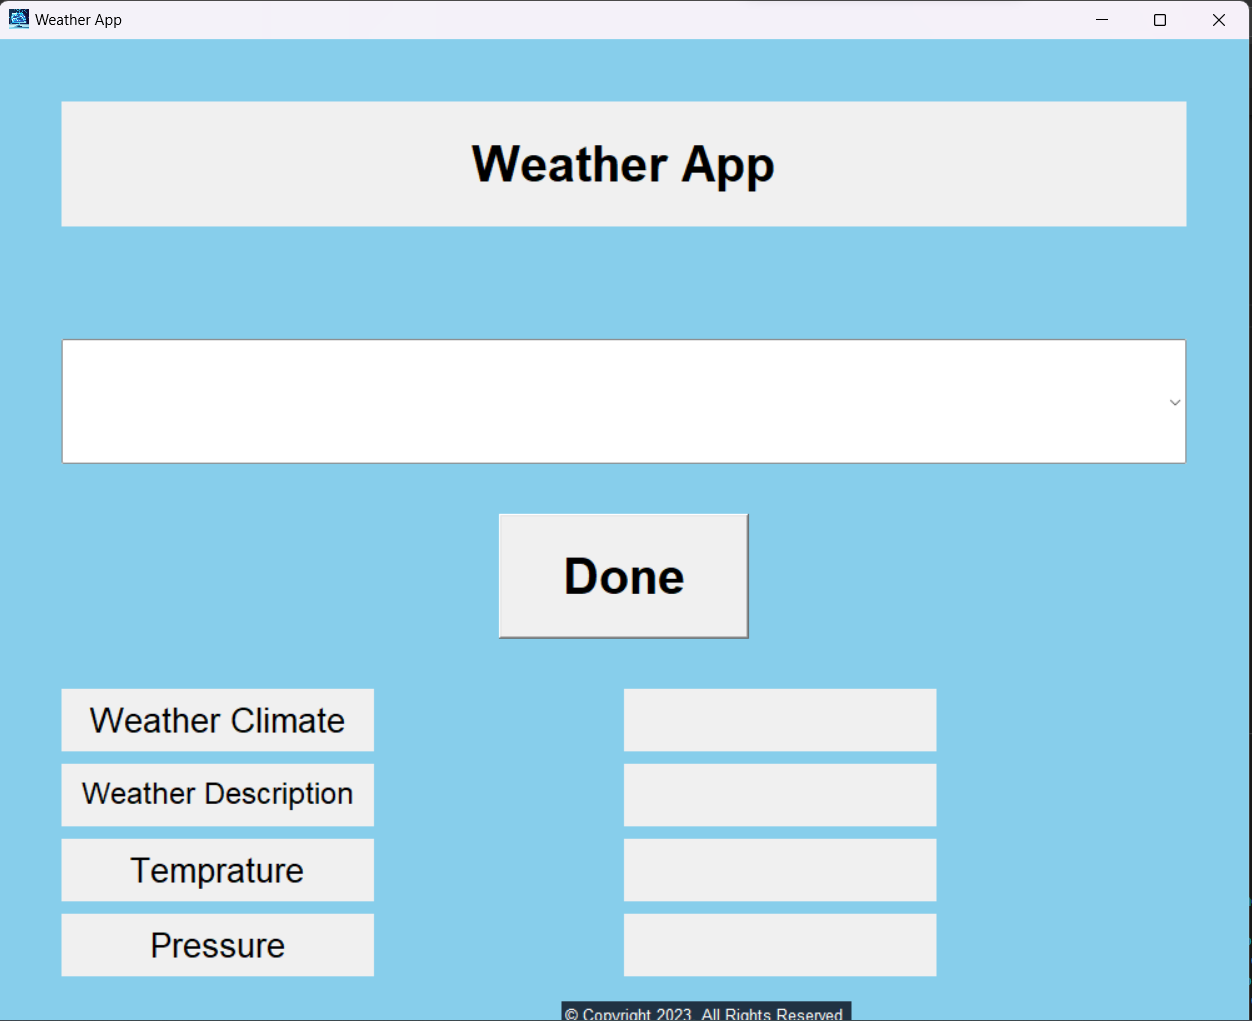 Weather App
Weather App
Done
Weather Climate
Weather Description
Temprature
Pressure
© Copyright 2023 All Rights Reserved